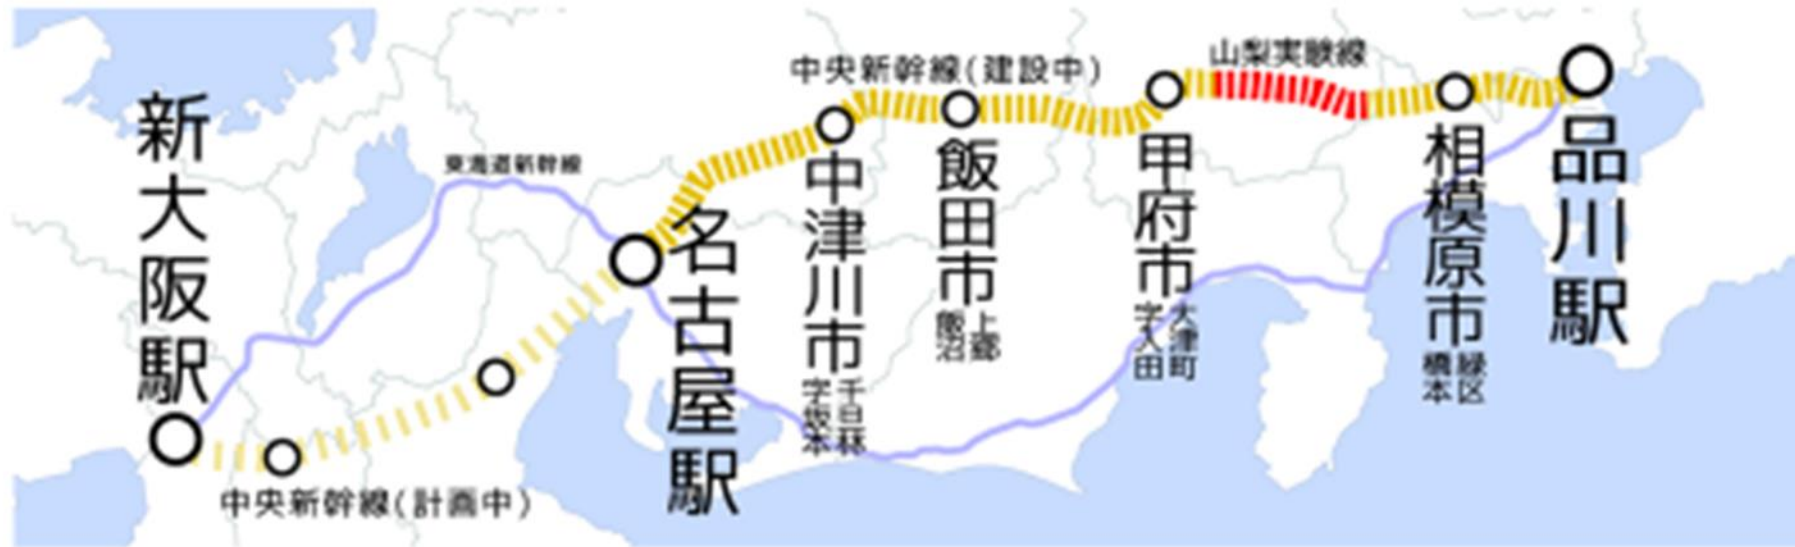 新大阪駅
東海道新幹線
中央新幹線(計画中)
名古屋駅
中央新幹線(建設中)
中津川市
千旦林
字坂本
飯田市
上郷
飯沼
甲府市
大津町
字入田
山梨実験線
相模原市
緑区
橋本
品川駅